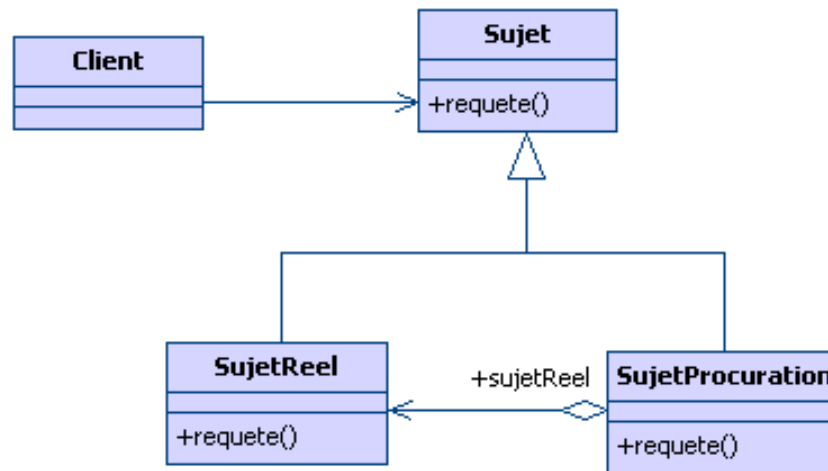 Sujet
Client
+requete()
SujetReel
+sujetReel
SujetProcuration
+requete()
+requete()